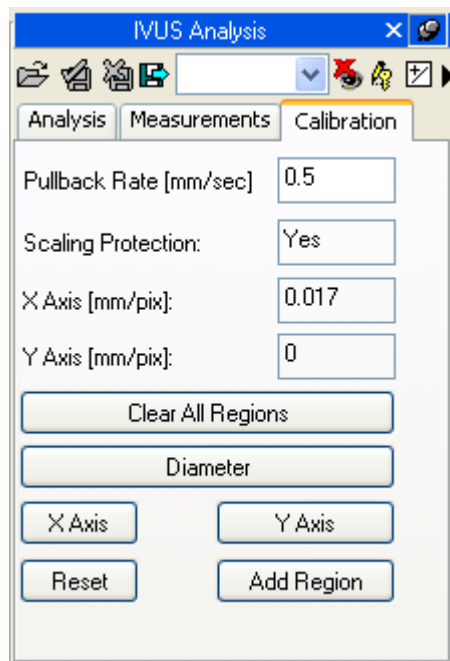 IVUS Analysis
Analysis Measurements Calibration
Pullback Rate [mm/sec] 0.5
Scaling Protection: Yes
X Axis [mm/pix]: 0.017
Y Axis [mm/pix]: 0
Clear All Regions
Diameter
X Axis Y Axis
Reset Add Region